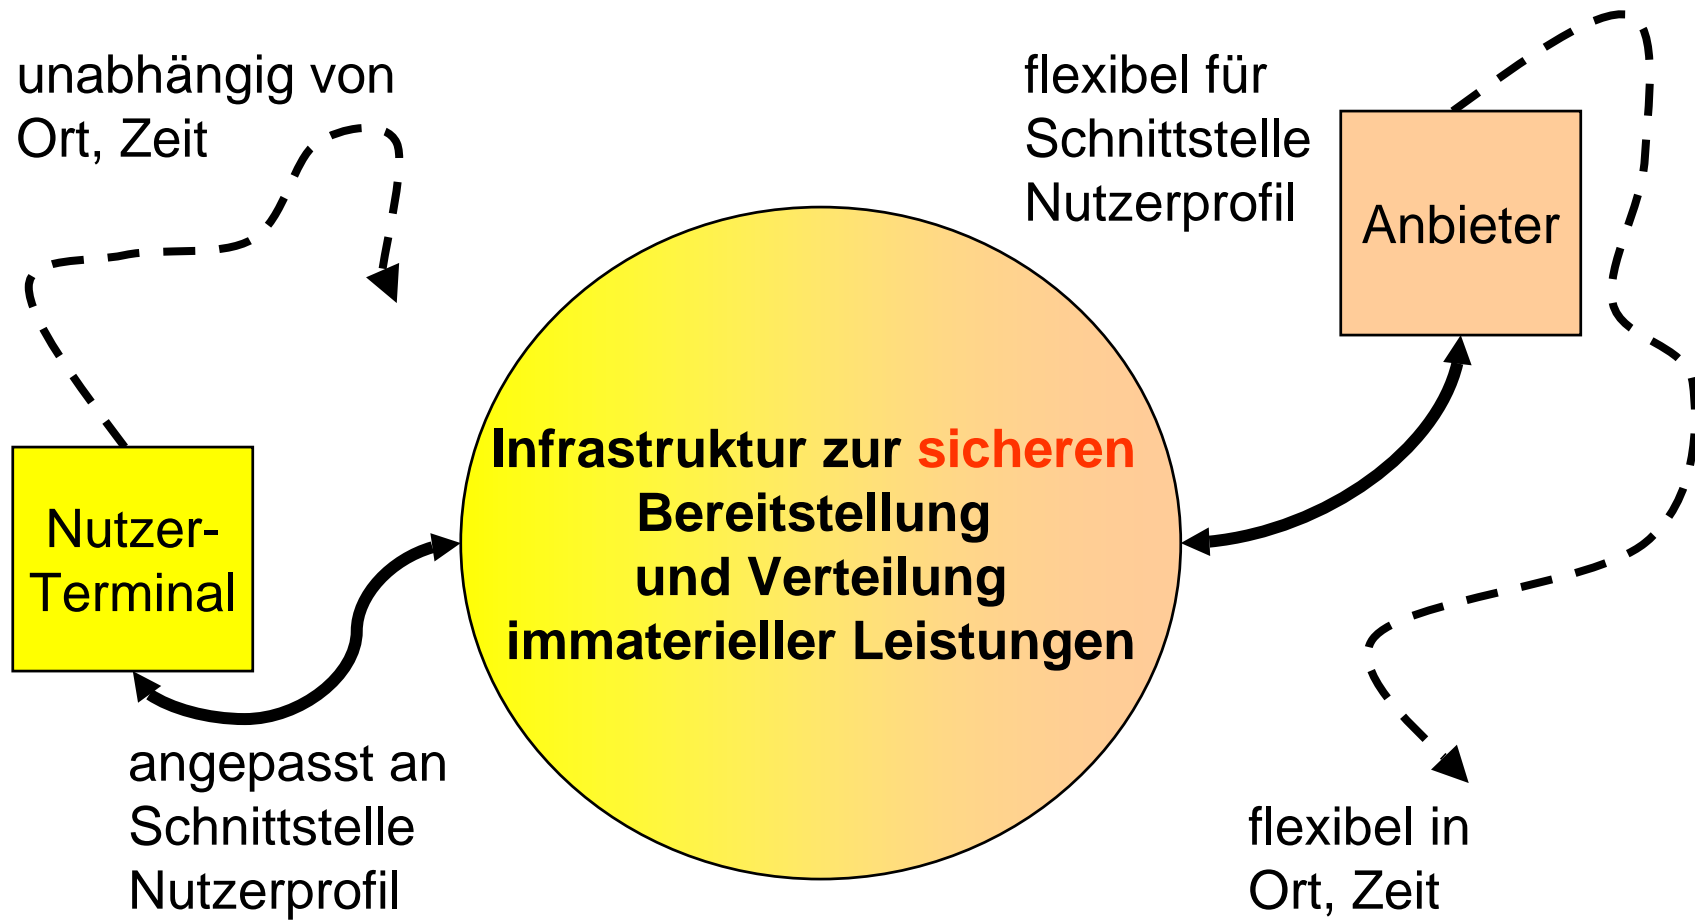 unabhängig von
Ort, Zeit
flexibel für
Schnittstelle
Nutzerprofil
Anbieter
Nutzer-
Terminal
Infrastruktur zur sicheren
Bereitstellung
und Verteilung
immaterieller Leistungen
angepasst an
Schnittstelle
Nutzerprofil
flexibel in
Ort, Zeit